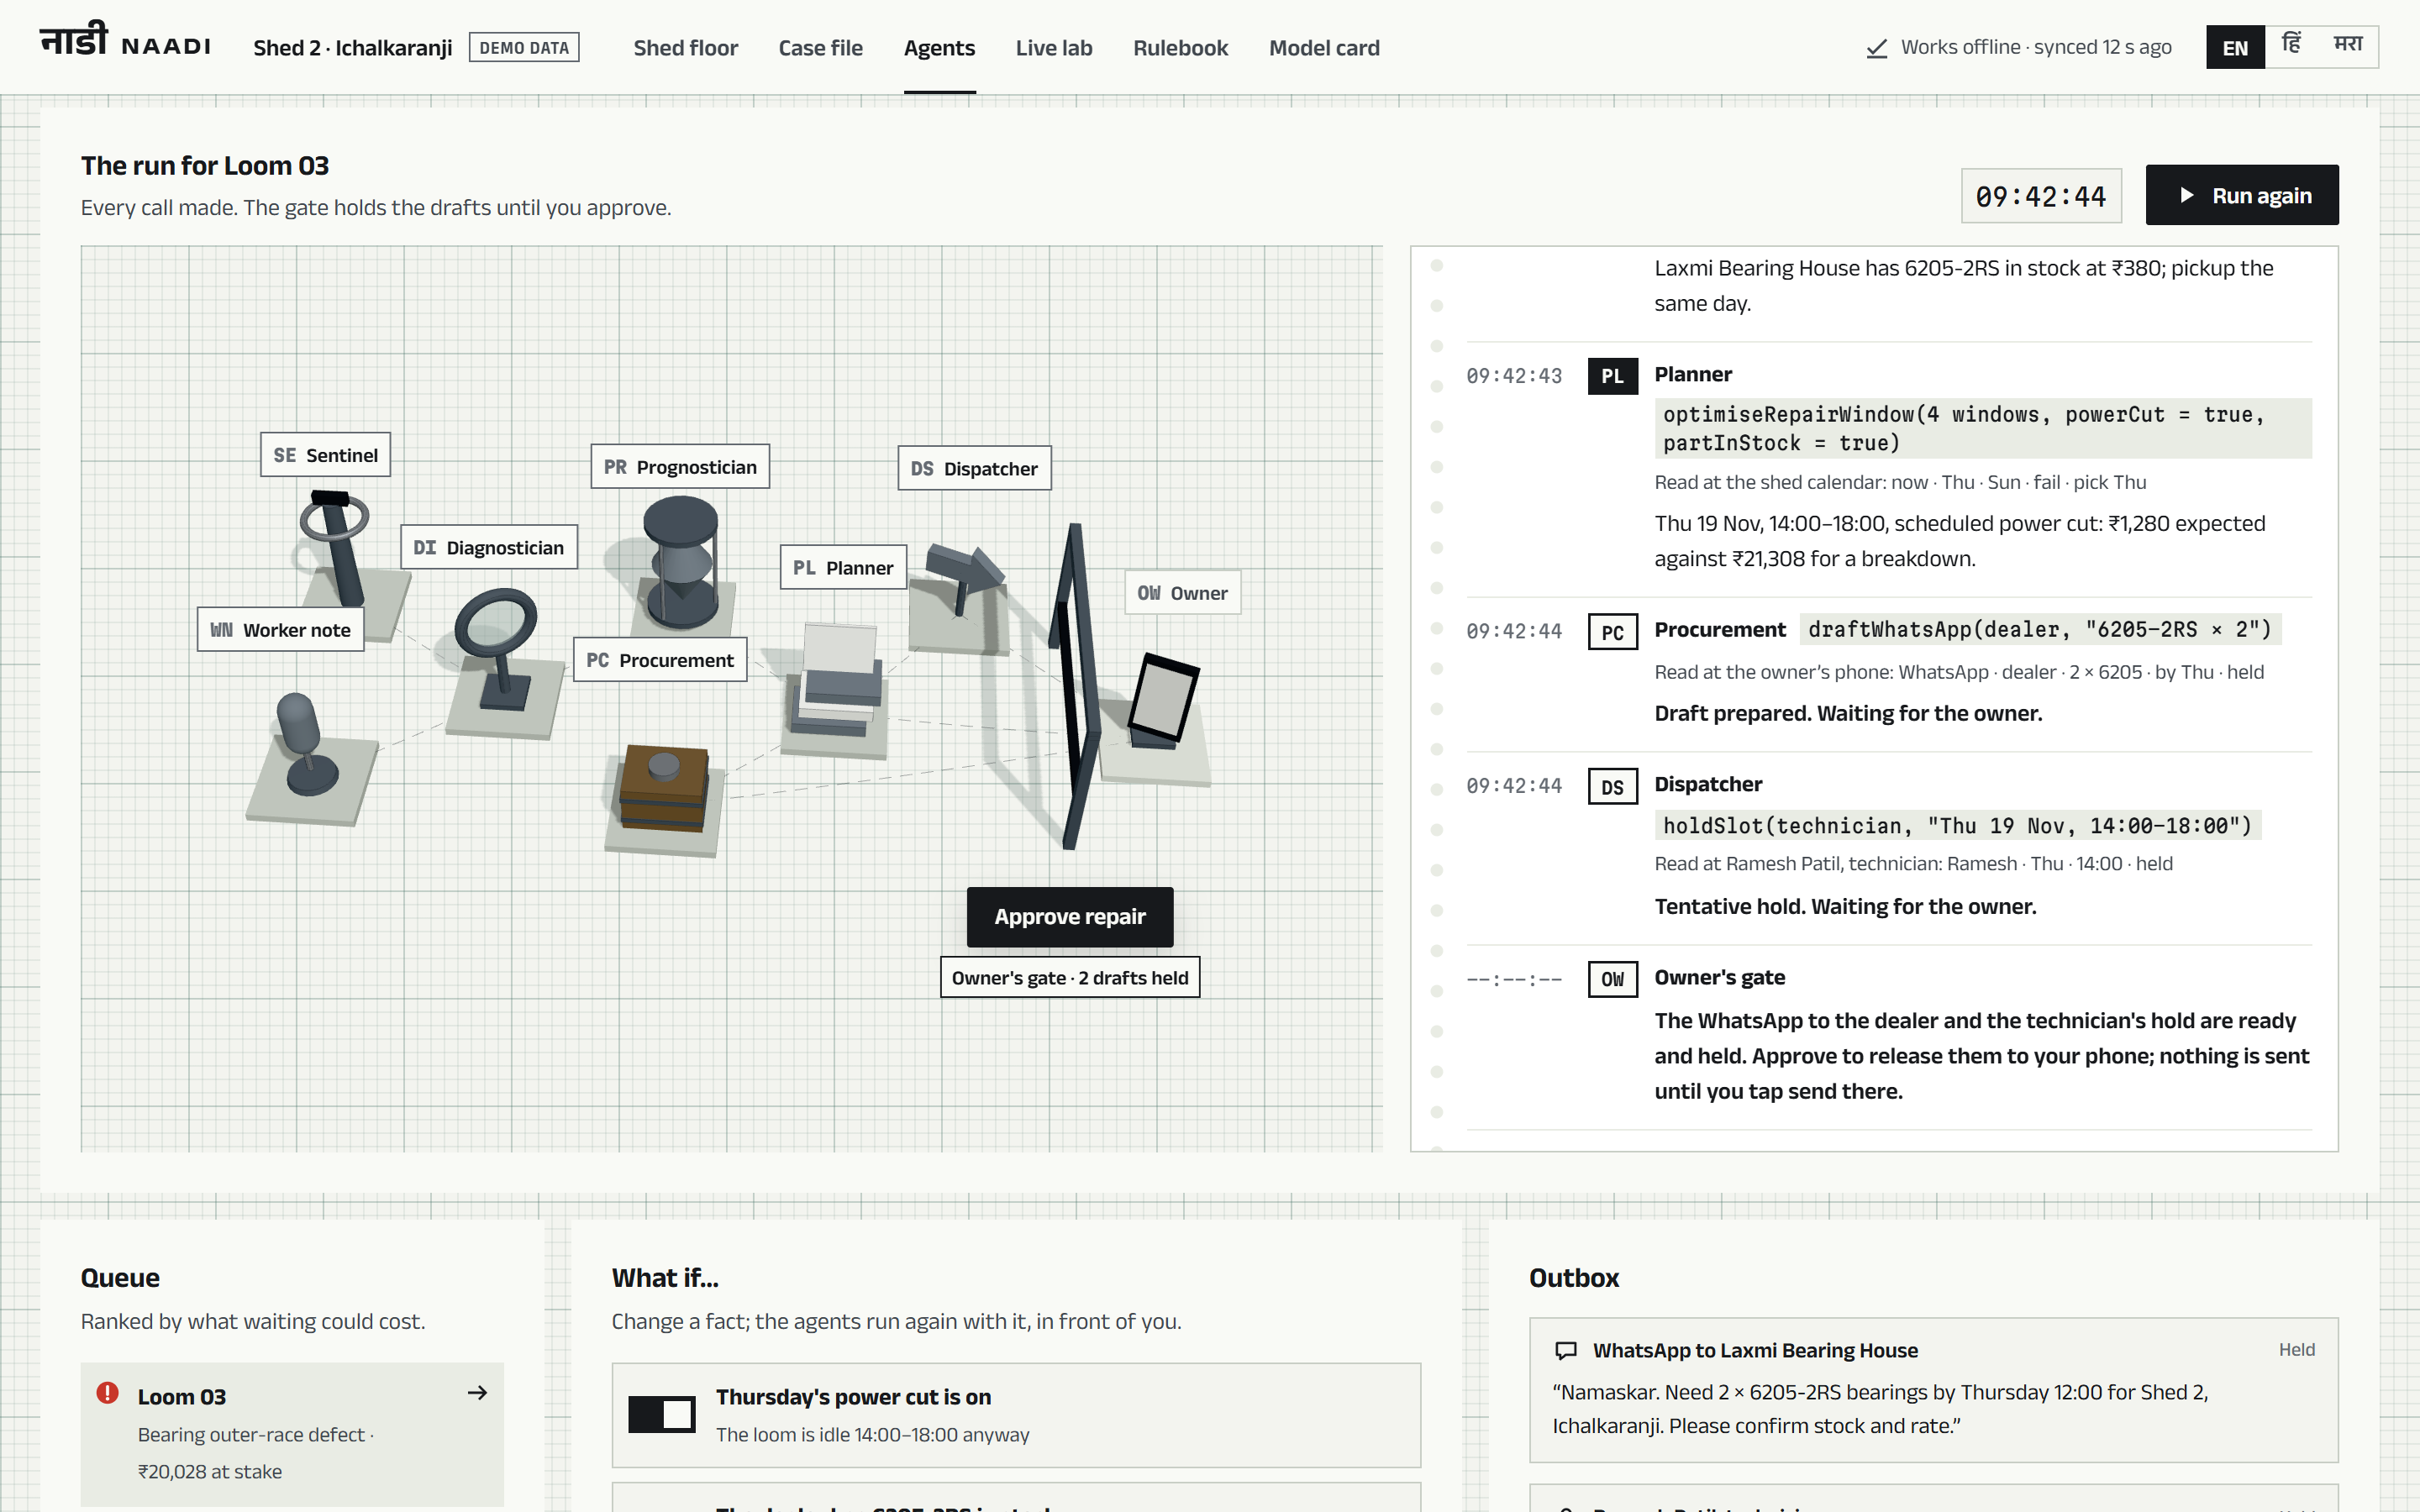 नाडी NAADI
Shed 2 · Ichalkaranji
DEMO DATA
Shed floor
Case file
Agents
Live lab
Rulebook
Model card
Works offline · synced 12 s ago
EN
हिं
मरा
The run for Loom 03
Every call made. The gate holds the drafts until you approve.
09:42:44
Run again
SE Sentinel
PR Prognostician
DS Dispatcher
DI Diagnostician
PL Planner
OW Owner
WN Worker note
PC Procurement
Approve repair
Owner's gate · 2 drafts held
Laxmi Bearing House has 6205-2RS in stock at ₹380; pickup the
same day.
09:42:43 PL Planner
optimiseRepairWindow(4 windows, powerCut = true,
partInStock = true)
Read at the shed calendar: now · Thu · Sun · fail · pick Thu
Thu 19 Nov, 14:00–18:00, scheduled power cut: ₹1,280 expected
against ₹21,308 for a breakdown.
09:42:44 PC Procurement draftWhatsApp(dealer, "6205-2RS × 2")
Read at the owner’s phone: WhatsApp · dealer · 2 × 6205 · by Thu · held
Draft prepared. Waiting for the owner.
09:42:44 DS Dispatcher
holdSlot(technician, "Thu 19 Nov, 14:00–18:00")
Read at Ramesh Patil, technician: Ramesh · Thu · 14:00 · held
Tentative hold. Waiting for the owner.
--:--:-- OW Owner's gate
The WhatsApp to the dealer and the technician's hold are ready
and held. Approve to release them to your phone; nothing is sent
until you tap send there.
Queue
Ranked by what waiting could cost.
Loom 03
Bearing outer-race defect ·
₹20,028 at stake
What if...
Change a fact; the agents run again with it, in front of you.
Thursday's power cut is on
The loom is idle 14:00–18:00 anyway
Outbox
WhatsApp to Laxmi Bearing House
Held
“Namaskar. Need 2 × 6205-2RS bearings by Thursday 12:00 for Shed 2,
Ichalkaranji. Please confirm stock and rate.”